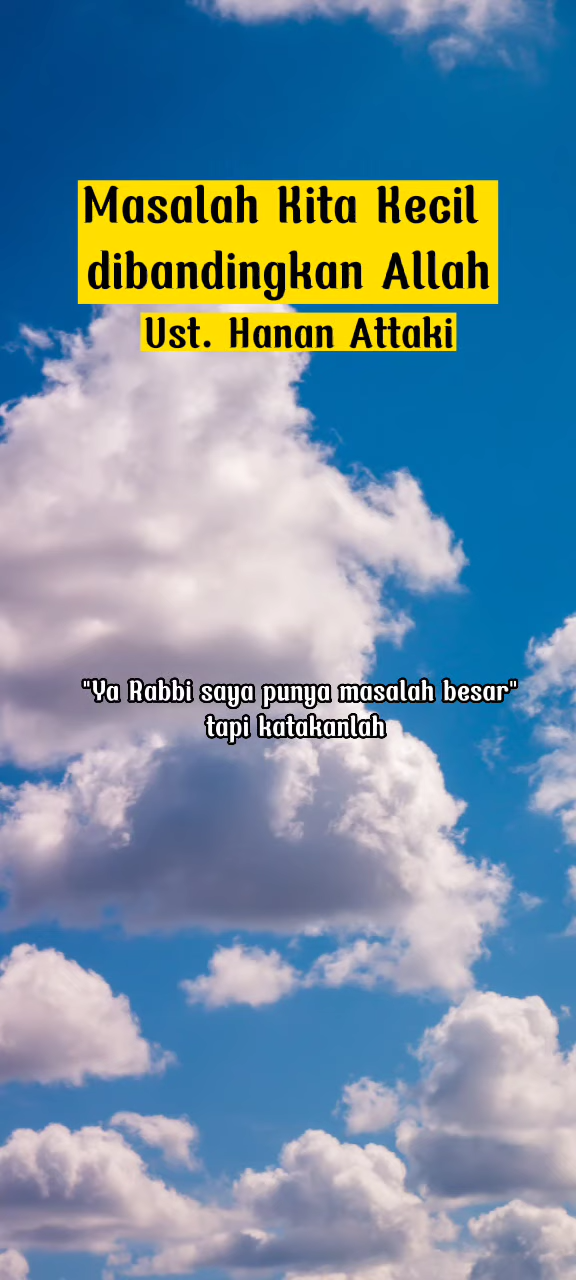 Masalah Kita Kecil
dibandingkan Allah
Ust. Hanan Attaki
"Ya Rabbi saya punya masalah besar"
tapi katakanlah